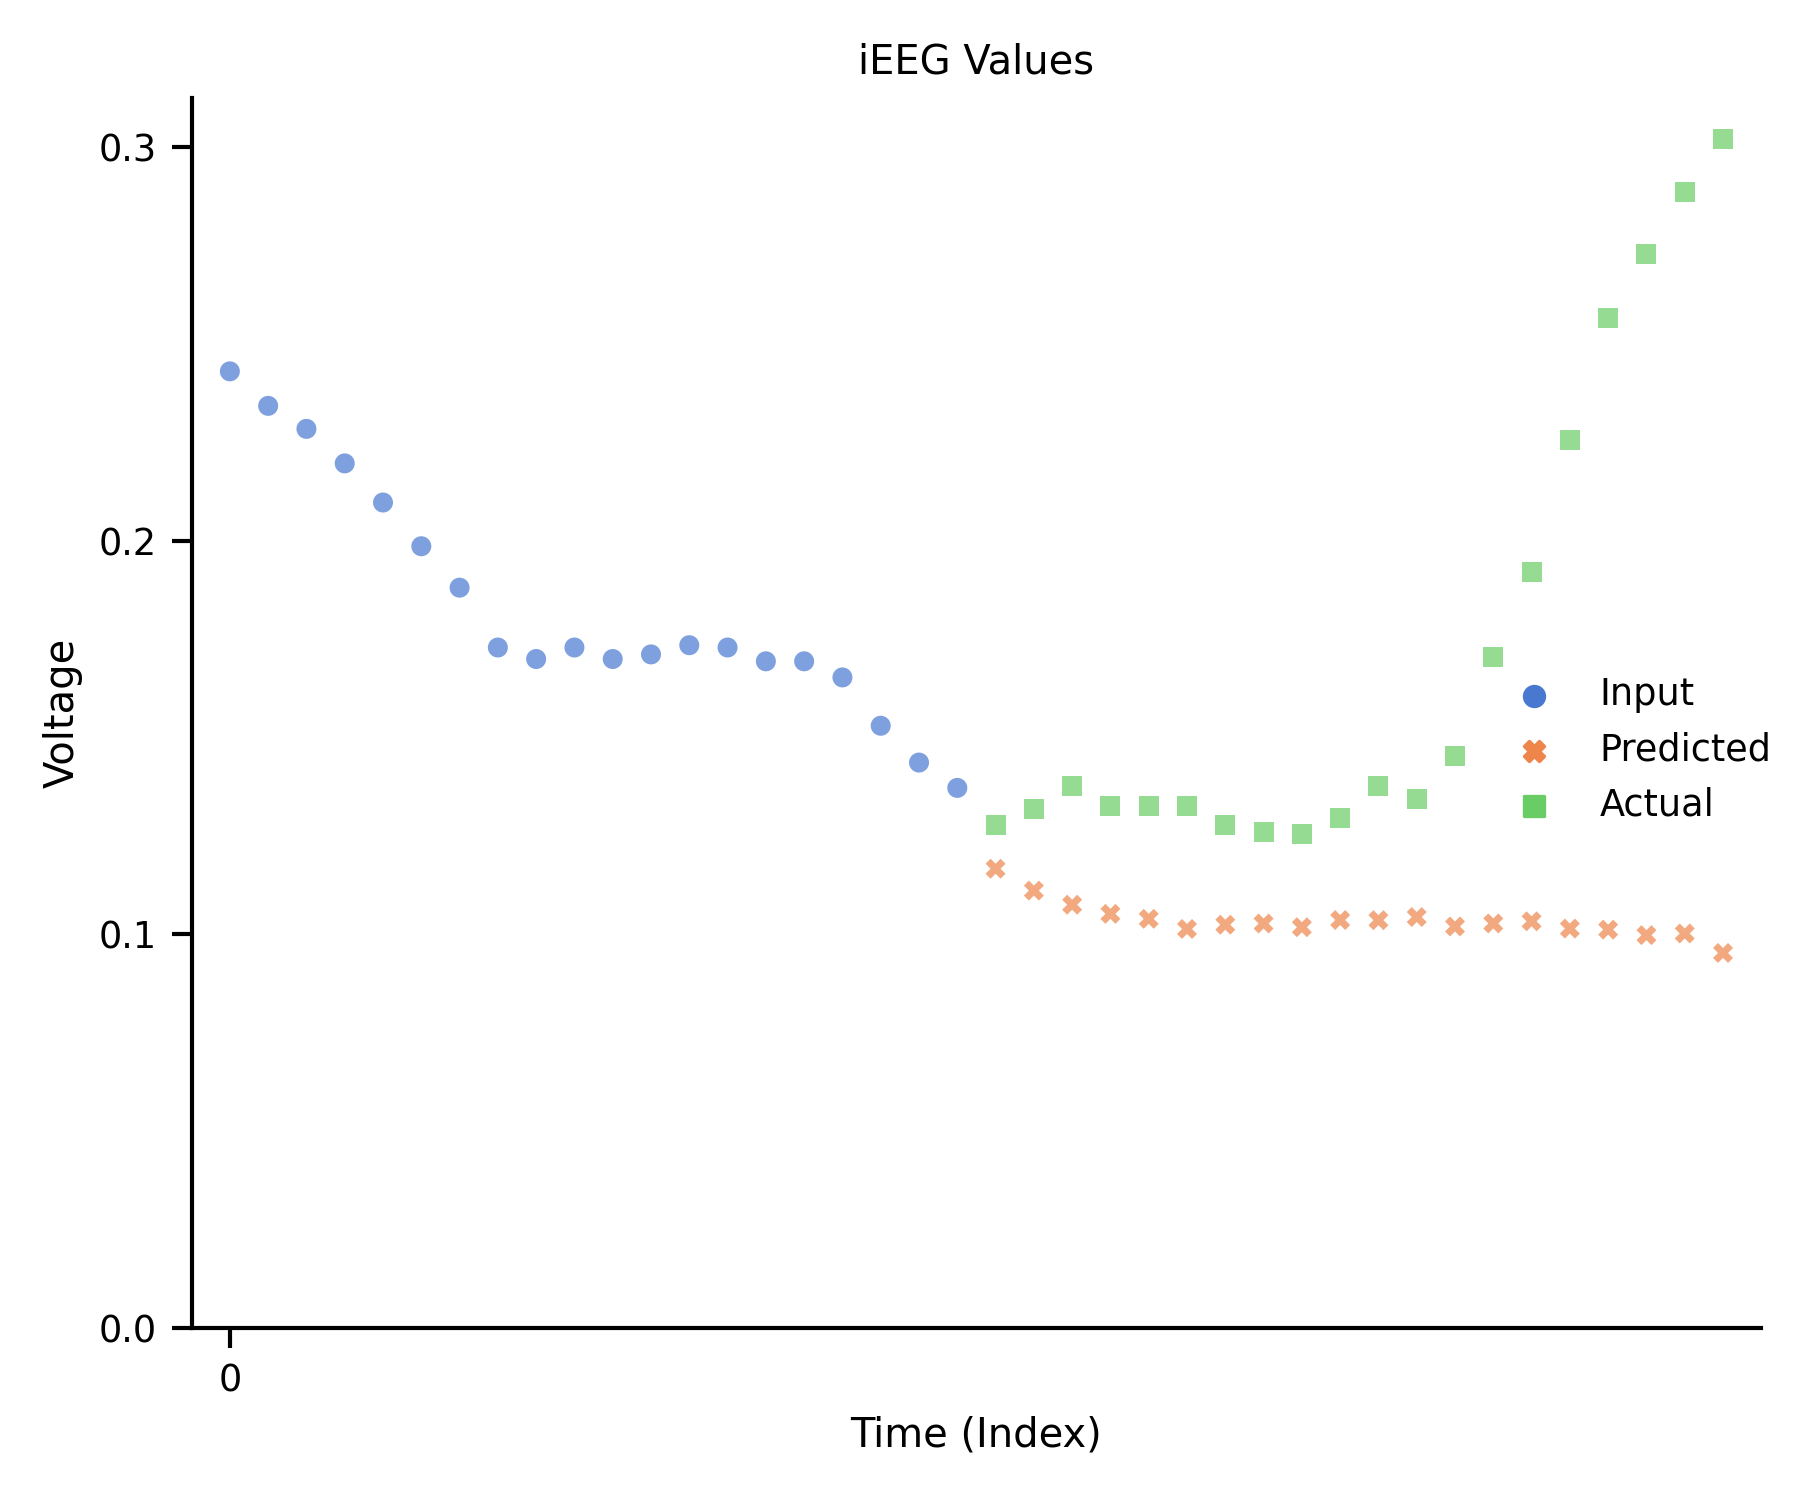 iEEG Values
0.3
0.2
0.1
0.0
Voltage
Input
Predicted
Actual
0
Time (Index)